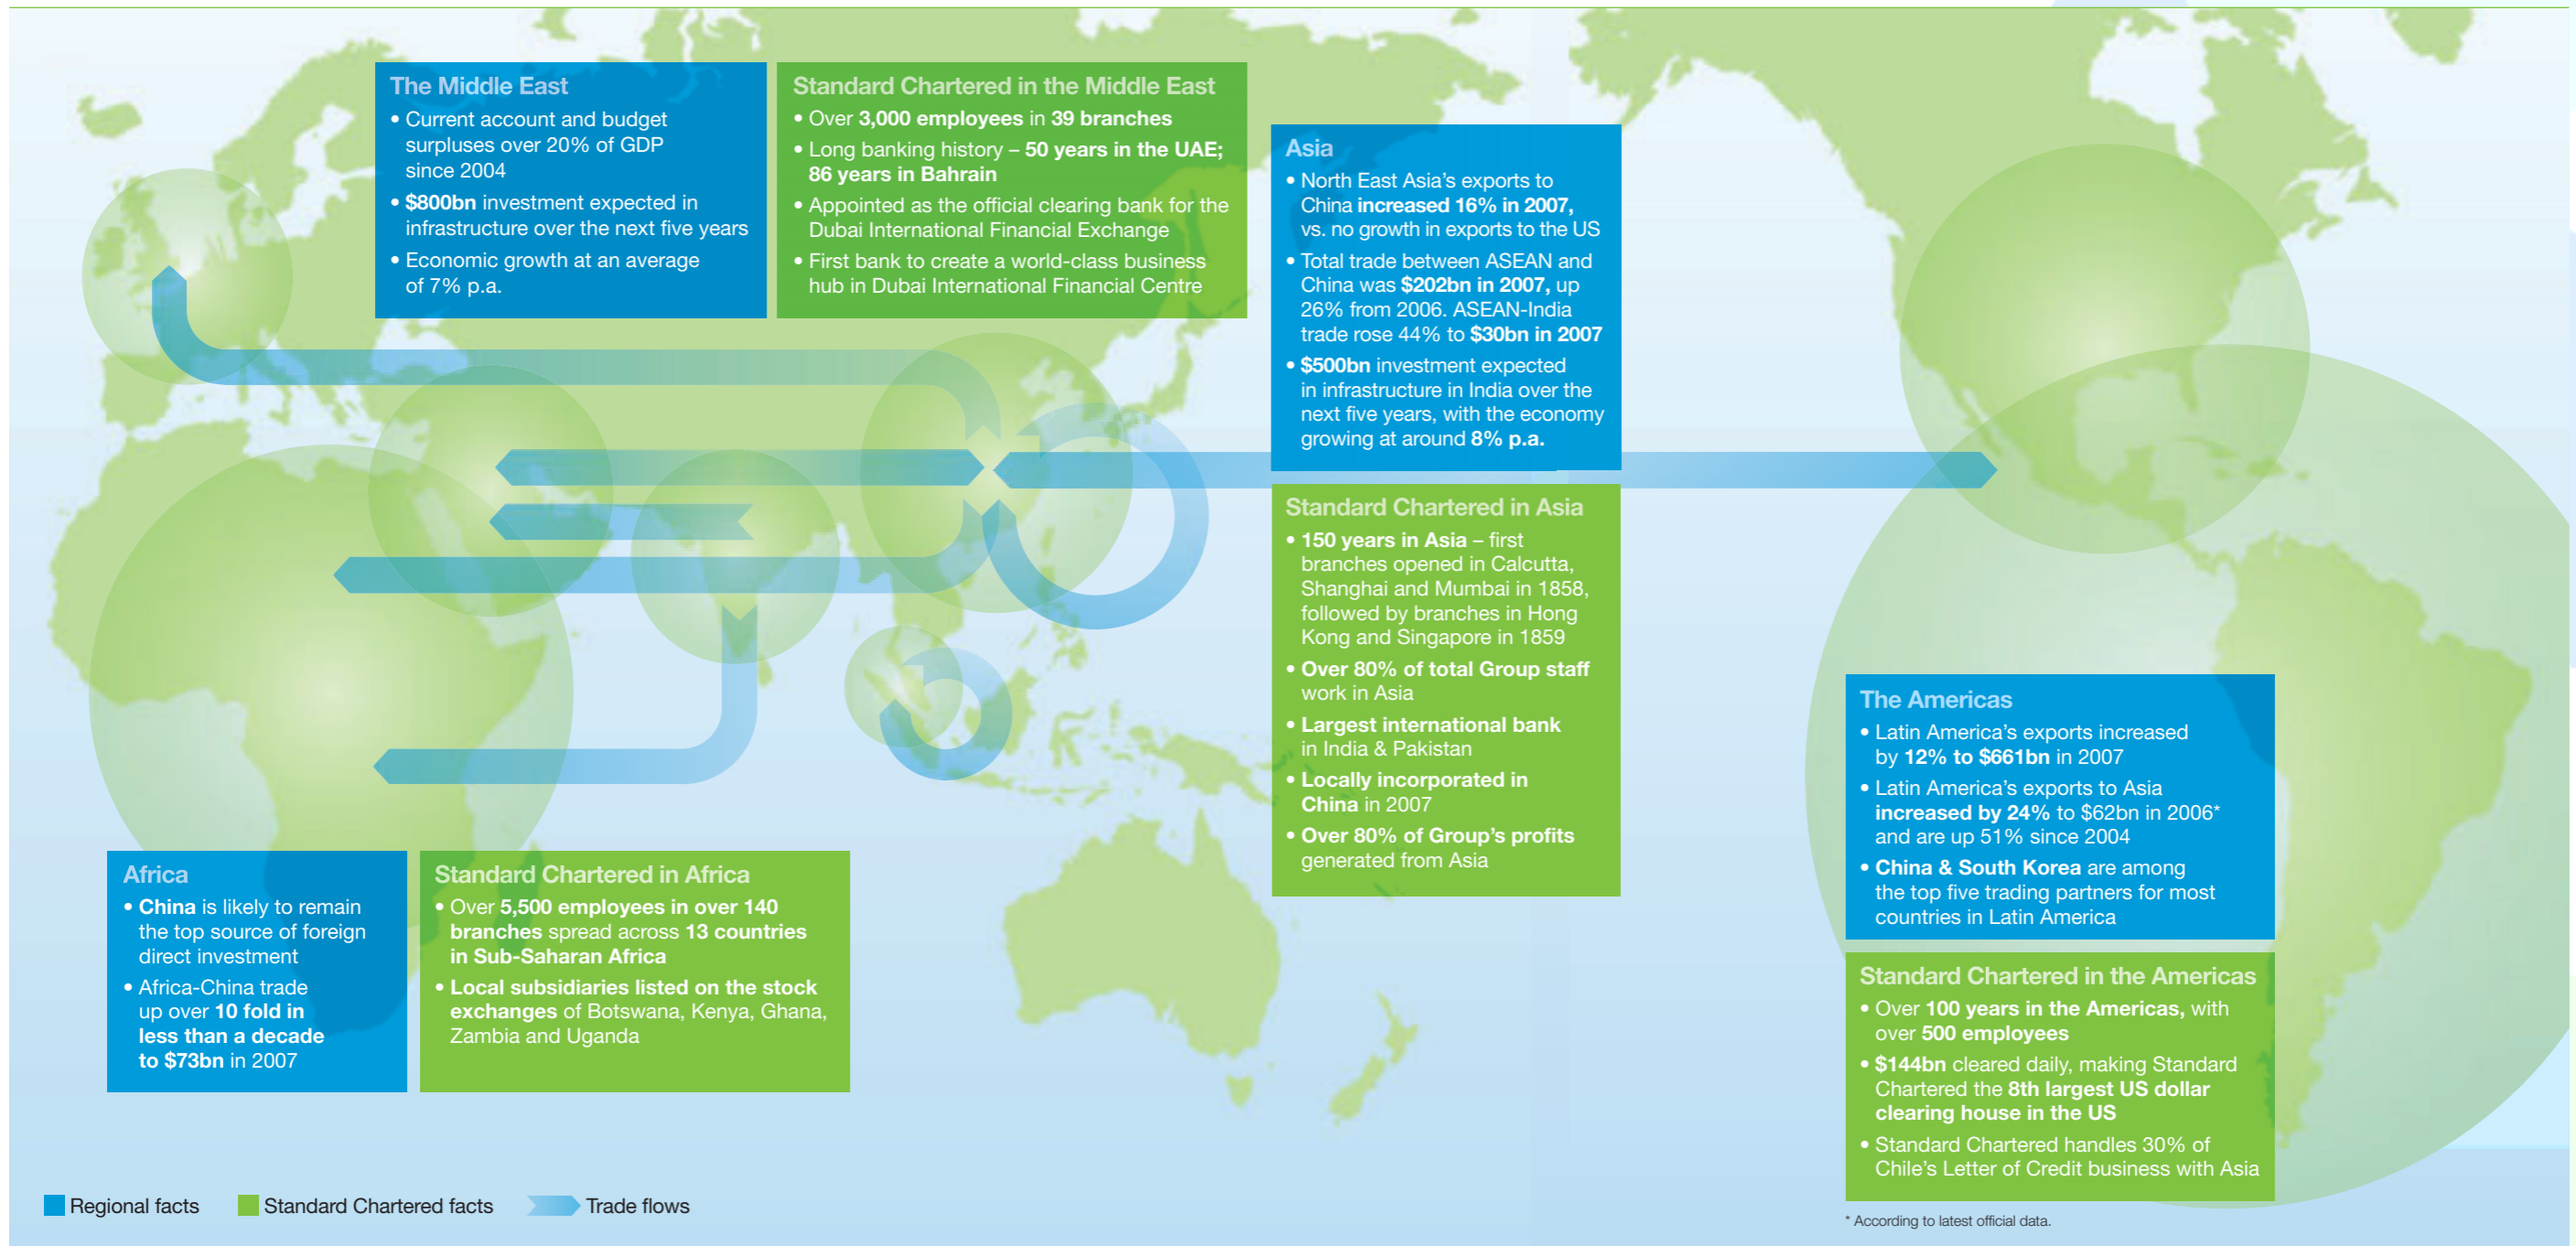 The Middle East
• Current account and budget
surpluses over 20% of GDP
since 2004
• $800bn investment expected in
infrastructure over the next five years
• Economic growth at an average
of 7% p.a.
Standard Chartered in the Middle East
• Over 3,000 employees in 39 branches
• Long banking history – 50 years in the UAE;
86 years in Bahrain
• Appointed as the official clearing bank for the
Dubai International Financial Exchange
• First bank to create a world-class business
hub in Dubai International Financial Centre
Asia
• North East Asia’s exports to
China increased 16% in 2007,
vs. no growth in exports to the US
• Total trade between ASEAN and
China was $202bn in 2007, up
26% from 2006. ASEAN-India
trade rose 44% to $30bn in 2007
• $500bn investment expected
in infrastructure in India over the
next five years, with the economy
growing at around 8% p.a.
Standard Chartered in Asia
• 150 years in Asia – first
branches opened in Calcutta,
Shanghai and Mumbai in 1858,
followed by branches in Hong
Kong and Singapore in 1859
• Over 80% of total Group staff
work in Asia
• Largest international bank
in India & Pakistan
• Locally incorporated in
China in 2007
• Over 80% of Group’s profits
generated from Asia
The Americas
• Latin America’s exports increased
by 12% to $661bn in 2007
• Latin America’s exports to Asia
increased by 24% to $62bn in 2006*
and are up 51% since 2004
• China & South Korea are among
the top five trading partners for most
countries in Latin America
Standard Chartered in the Americas
• Over 100 years in the Americas, with
over 500 employees
• $144bn cleared daily, making Standard
Chartered the 8th largest US dollar
clearing house in the US
• Standard Chartered handles 30% of
Chile’s Letter of Credit business with Asia
* According to latest official data.
Africa
• China is likely to remain
the top source of foreign
direct investment
• Africa-China trade
up over 10 fold in
less than a decade
to $73bn in 2007
Standard Chartered in Africa
• Over 5,500 employees in over 140
branches spread across 13 countries
in Sub-Saharan Africa
• Local subsidiaries listed on the stock
exchanges of Botswana, Kenya, Ghana,
Zambia and Uganda
Regional facts
Standard Chartered facts
Trade flows